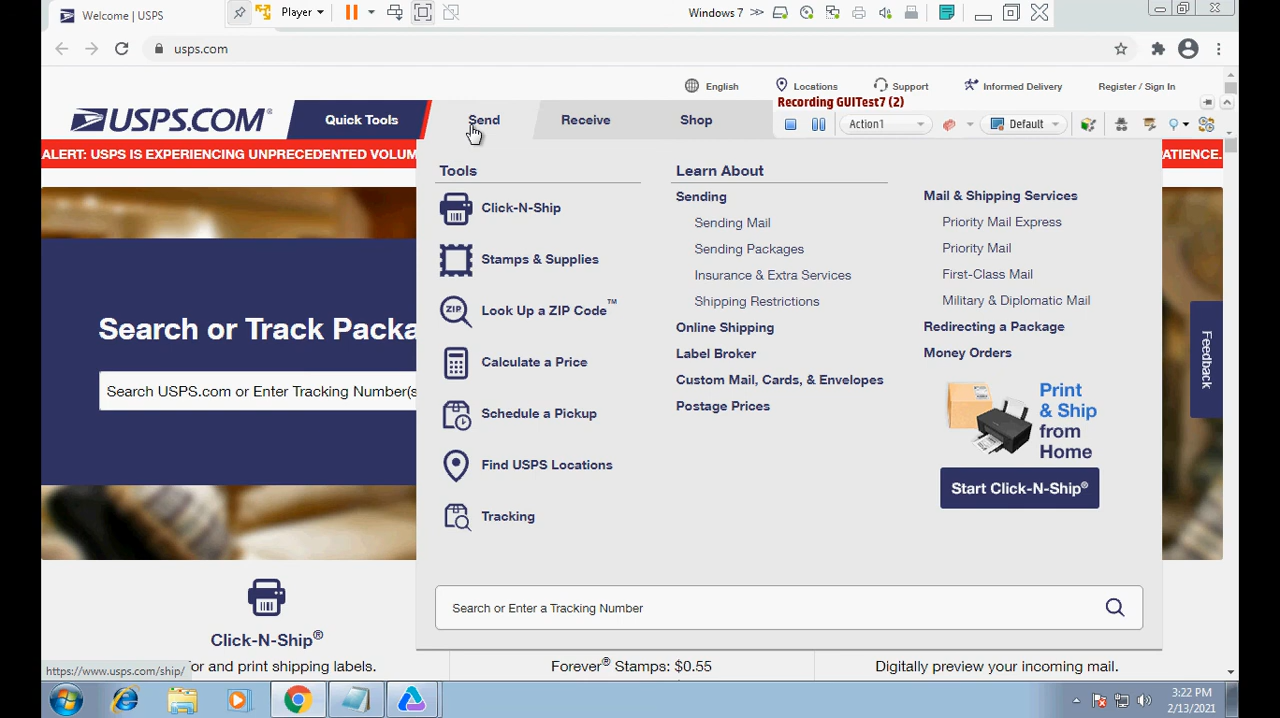 Welcome | USPS
Player
Windows 7
usps.com
English
Locations
Support
Informed Delivery
Register / Sign In
Recording GUITest7 (2)
USPS.COM®
Quick Tools
Send
Receive
Shop
Action1
Default
ALERT: USPS IS EXPERIENCING UNPRECEDENTED VOLUM
ATIENCE.
Tools
Click-N-Ship
Stamps & Supplies
ZIP
Look Up a ZIP Code™
Calculate a Price
Schedule a Pickup
Find USPS Locations
Tracking
Learn About
Sending
Sending Mail
Sending Packages
Insurance & Extra Services
Shipping Restrictions
Online Shipping
Label Broker
Custom Mail, Cards, & Envelopes
Postage Prices
Mail & Shipping Services
Priority Mail Express
Priority Mail
First-Class Mail
Military & Diplomatic Mail
Redirecting a Package
Money Orders
Print
& Ship
from
Home
Start Click-N-Ship®
Search or Track Packa
Search USPS.com or Enter Tracking Number(s
Feedback
Search or Enter a Tracking Number
Click-N-Ship®
or and print shipping labels.
Forever® Stamps: $0.55
Digitally preview your incoming mail.
https://www.usps.com/ship/
3:22 PM
2/13/2021